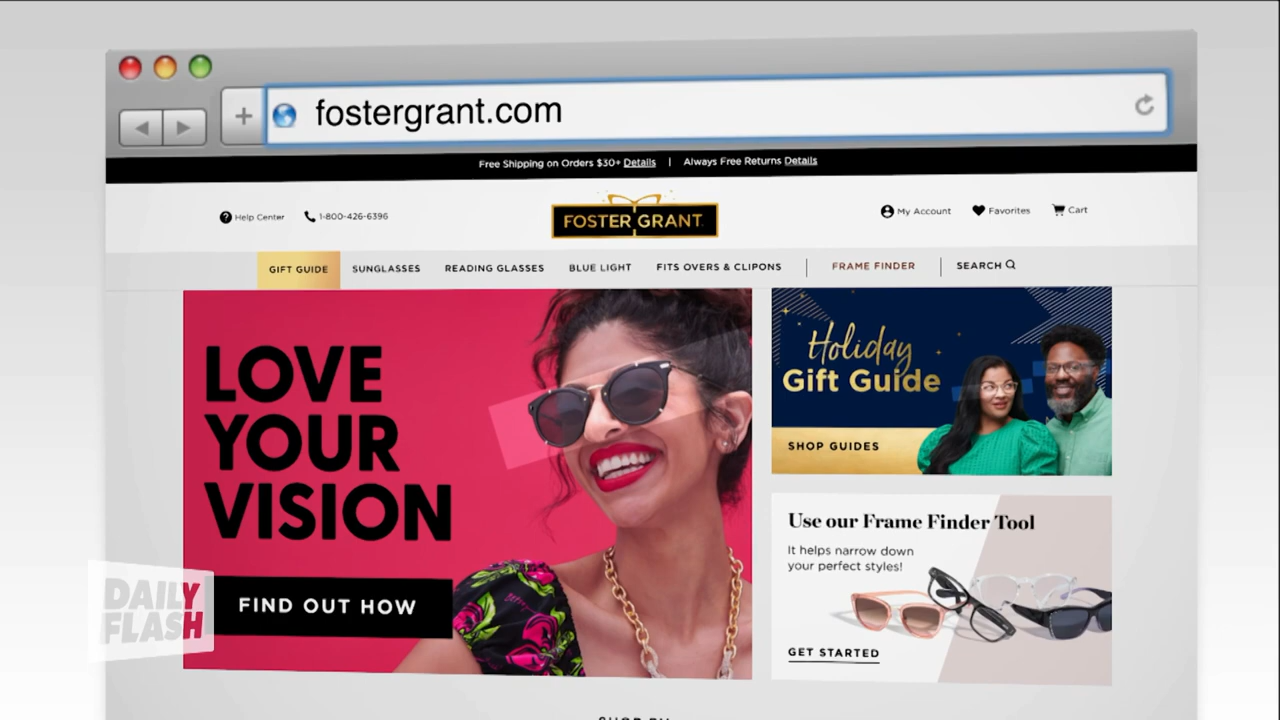 fostergrant.com
Free Shipping on Orders $30+ Details | Always Free Returns Details
Help Center 1-800-426-6396
FOSTER GRANT
My Account Favorites Cart
GIFT GUIDE SUNGLASSES READING GLASSES BLUE LIGHT FITS OVERS & CLIPONS | FRAME FINDER | SEARCH
LOVE
YOUR
VISION
FIND OUT HOW
Holiday
Gift Guide
SHOP GUIDES
Use our Frame Finder Tool
It helps narrow down
your perfect styles!
GET STARTED
DAILY
FLASH